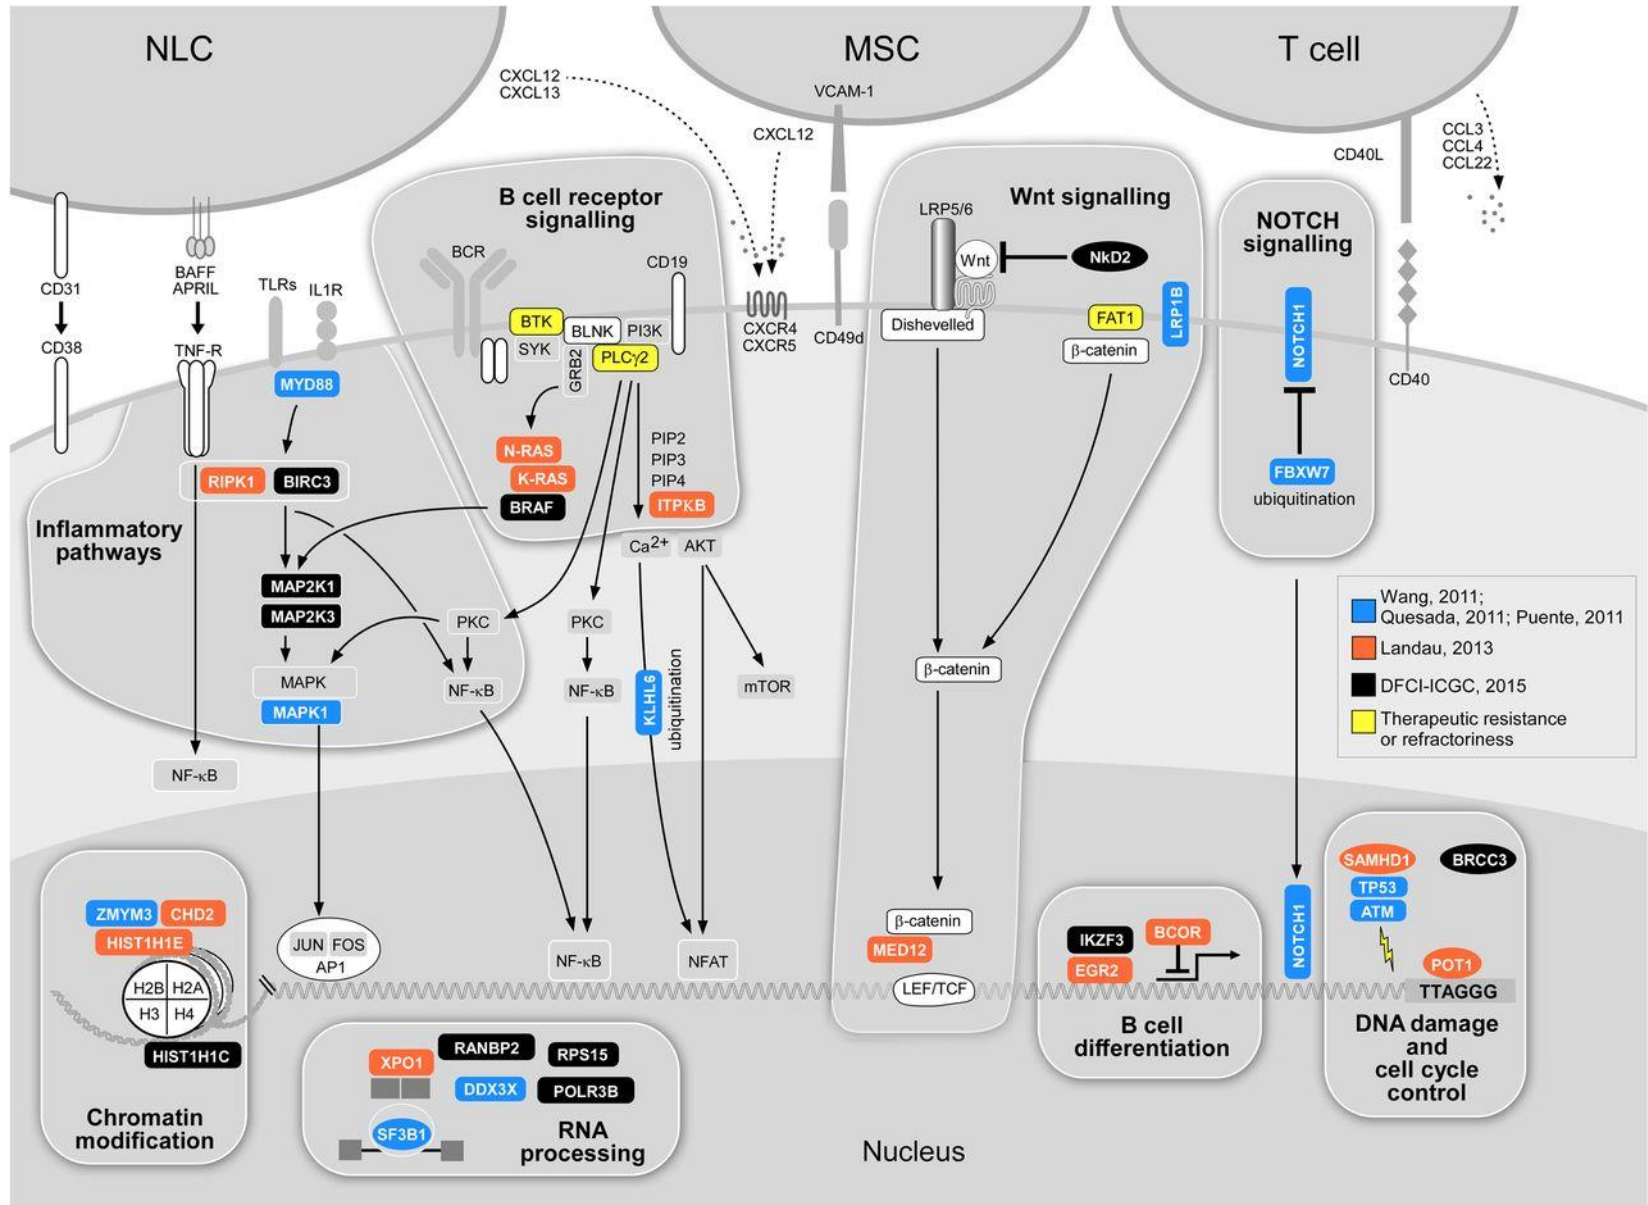 NLC
MSC
T cell
CXCL12
CXCL13
VCAM-1
CXCL12
CD40L
CCL3
CCL4
CCL22
CD31
CD38
BAFF
APRIL
TNF-R
TLRs
IL1R
MYD88
RIPK1
BIRC3
Inflammatory
pathways
MAP2K1
MAP2K3
MAPK
MAPK1
PKC
NF-κB
NF-κB
B cell receptor
signalling
BCR
CD19
BTK
BLNK
PI3K
SYK
GRB2
PLCγ2
N-RAS
K-RAS
BRAF
PIP2
PIP3
PIP4
ITPKB
Ca2+
AKT
PKC
NF-κB
KLHL6
ubiquitination
mTOR
CXCR4
CXCR5
CD49d
Wnt signalling
LRP5/6
Wnt
NkD2
Dishevelled
FAT1
LRP1B
β-catenin
β-catenin
β-catenin
MED12
LEF/TCF
NOTCH
signalling
NOTCH1
FBXW7
ubiquitination
CD40
Wang, 2011;
Quesada, 2011; Puente, 2011
Landau, 2013
DFCI-ICGC, 2015
Therapeutic resistance
or refractoriness
ZMYM3
CHD2
HIST1H1E
H2B
H2A
H3
H4
HIST1H1C
Chromatin
modification
JUN
FOS
AP1
NF-κB
NFAT
XPO1
RANBP2
RPS15
DDX3X
POLR3B
SF3B1
RNA
processing
Nucleus
IKZF3
BCOR
EGR2
B cell
differentiation
NOTCH1
SAMHD1
BRCC3
TP53
ATM
POT1
TTAGGG
DNA damage
and
cell cycle
control